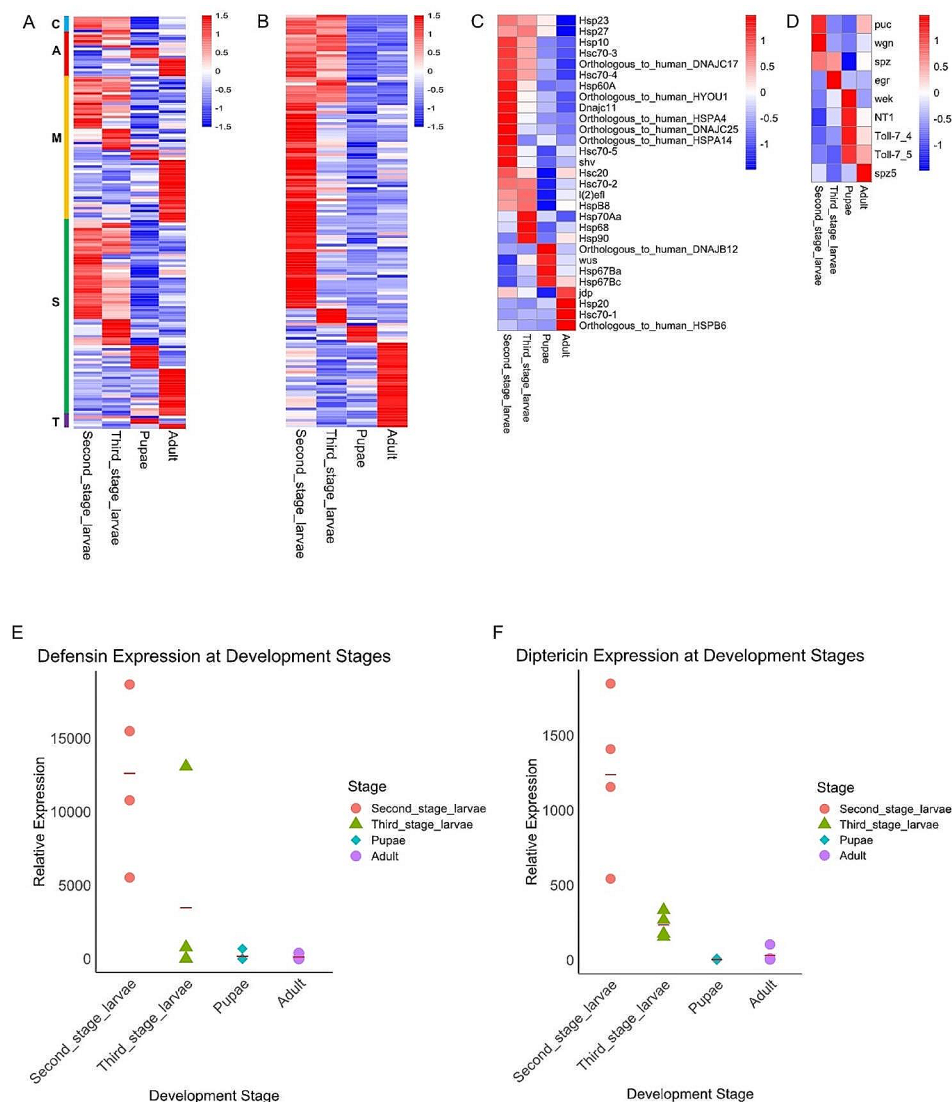 A
C
A
M
S
T
1.5
1
0.5
0
-0.5
-1
-1.5
Second_stage_larvae
Third_stage_larvae
Pupae
Adult
B
1.5
1
0.5
0
-0.5
-1
-1.5
Second_stage_larvae
Third_stage_larvae
Pupae
Adult
C
Hsp23
Hsp27
Hsp10
Hsc70-3
Orthologous_to_human_DNAJC17
Hsc70-4
Hsp60A
Orthologous_to_human_HYOU1
Dnajc11
Orthologous_to_human_HSPA4
Orthologous_to_human_DNAJC25
Orthologous_to_human_HSPA14
Hsc70-5
shv
Hsc20
Hsc70-2
l(2)efl
HspB8
Hsp70Aa
Hsp68
Hsp90
Orthologous_to_human_DNAJB12
wus
Hsp67Ba
Hsp67Bc
jdp
Hsp20
Hsc70-1
Orthologous_to_human_HSPB6
1
0.5
0
-0.5
-1
Second_stage_larvae
Third_stage_larvae
Pupae
Adult
D
puc
wgn
spz
egr
wek
NT1
Toll-7_4
Toll-7_5
spz5
1
0.5
0
-0.5
-1
Second_stage_larvae
Third_stage_larvae
Pupae
Adult
E
Defensin Expression at Development Stages
Relative Expression
15000
10000
5000
0
Second_stage_larvae
Third_stage_larvae
Pupae
Adult
Development Stage
Stage
Second_stage_larvae
Third_stage_larvae
Pupae
Adult
F
Diptericin Expression at Development Stages
Relative Expression
1500
1000
500
0
Second_stage_larvae
Third_stage_larvae
Pupae
Adult
Development Stage
Stage
Second_stage_larvae
Third_stage_larvae
Pupae
Adult